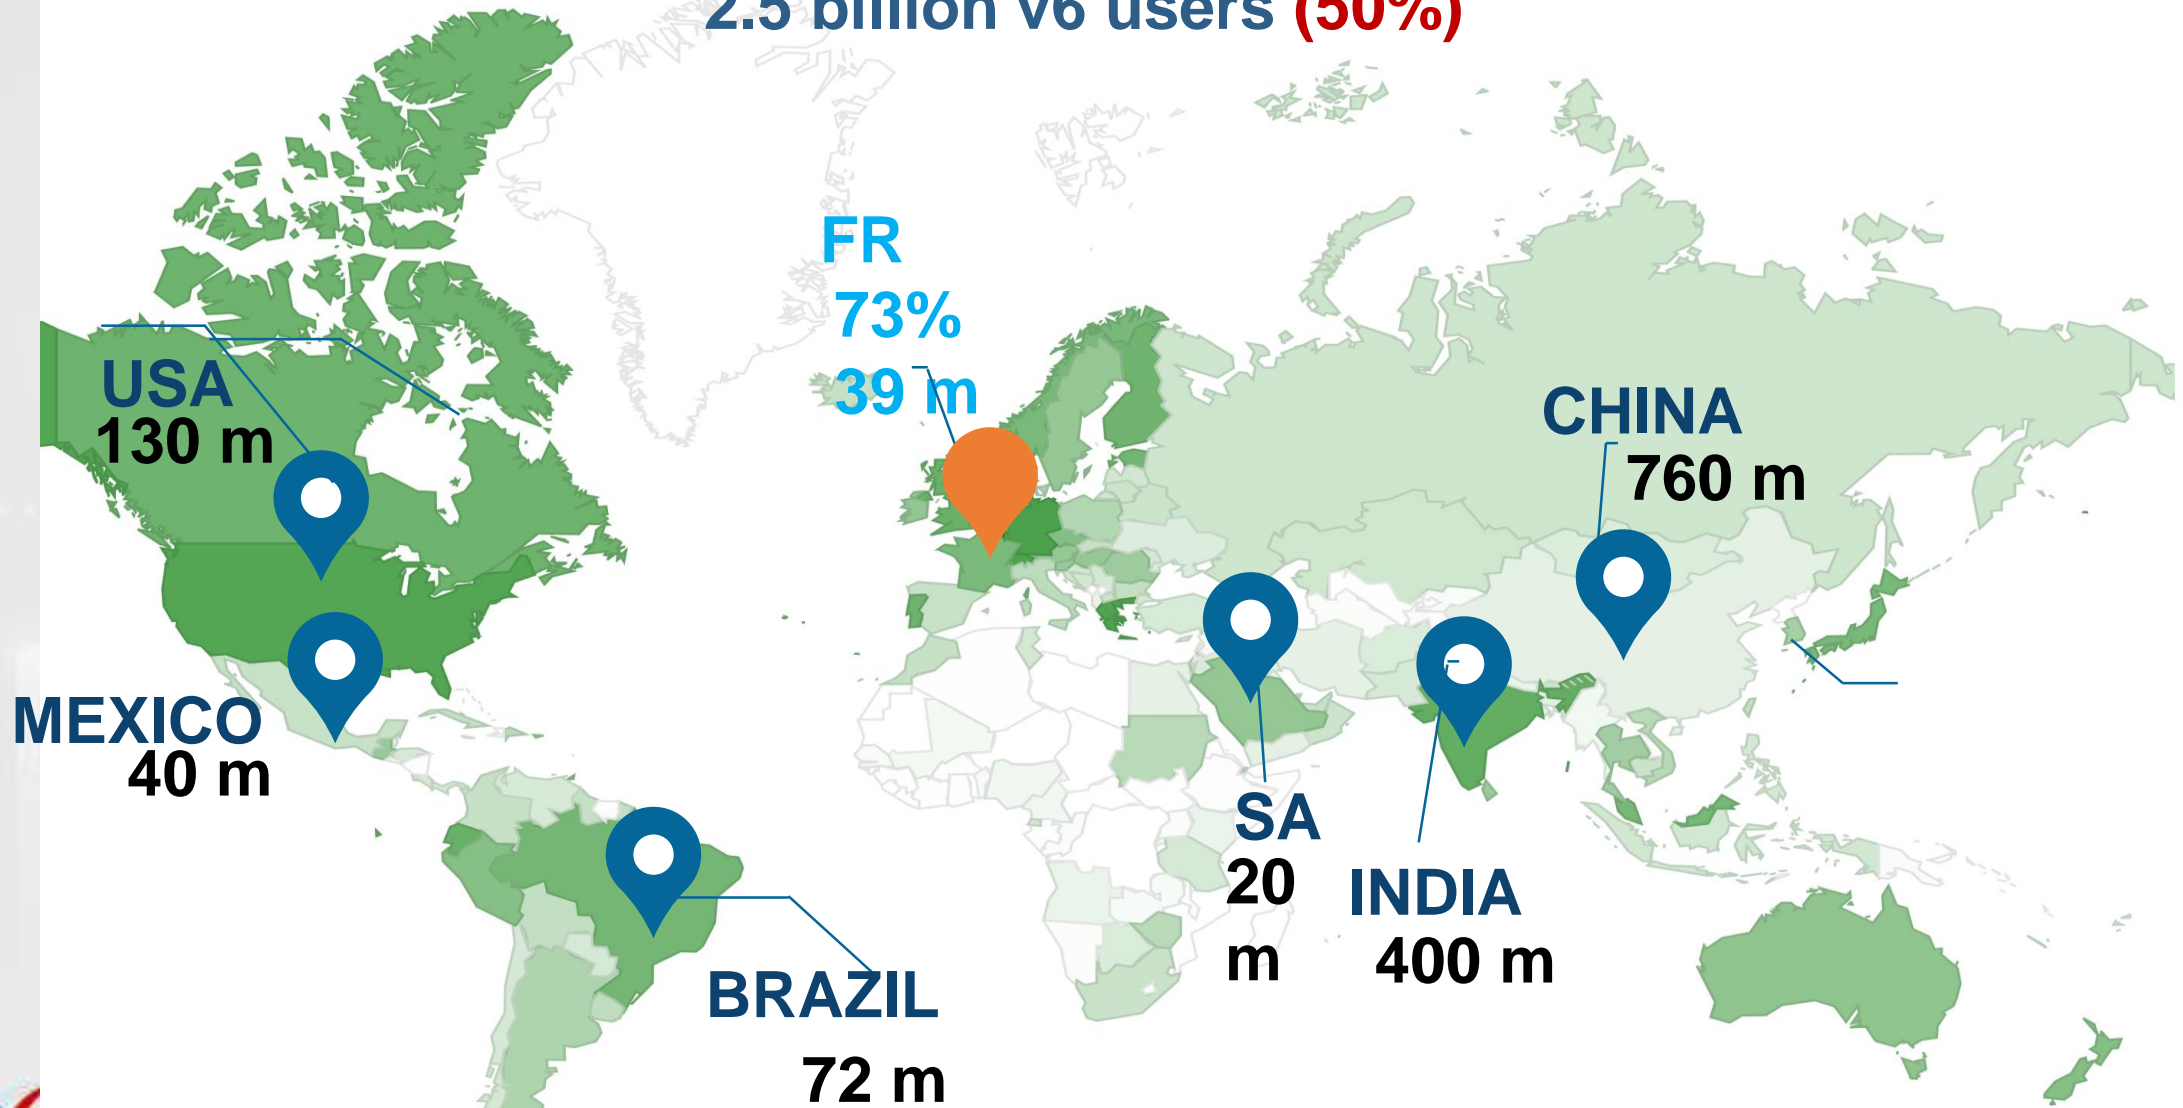 2.5 billion v6 users (50%)
FR
73%
39 m
USA
130 m
CHINA
760 m
MEXICO
40 m
SA
20
m
INDIA
400 m
BRAZIL
72 m